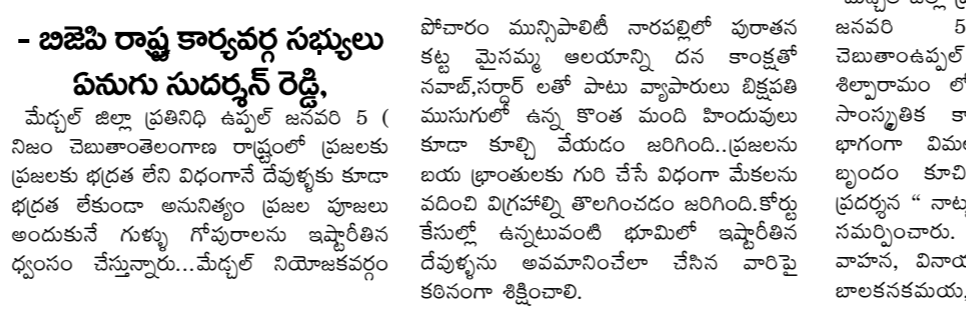 - బిజెపి రాష్ట్ర కార్యవర్గ సభ్యులు
ఏనుగు సుదర్శన్ రెడ్డి,
మేడ్చల్ జిల్లా ప్రతినిధి ఉప్పల్ జనవరి 5 (
నిజం చెబుతాంతెలంగాణ రాష్ట్రంలో ప్రజలకు
ప్రజలకు భద్రత లేని విధంగానే దేవుళ్ళకు కూడా
భద్రత లేకుండా అనునిత్యం ప్రజల పూజలు
అందుకునే గుళ్ళు గోపురాలను ఇష్టారీతిన
ధ్వంసం చేస్తున్నారు...మేడ్చల్ నియోజకవర్గం
పోచారం మున్సిపాలిటీ నారపల్లిలో పురాతన
కట్ట మైసమ్మ ఆలయాన్ని దన కాంక్షతో
నవాబ్,సర్దార్ లతో పాటు వ్యాపారులు బిక్షపతి
ముసుగులో ఉన్న కొంత మంది హిందువులు
కూడా కూల్చి వేయడం జరిగింది..ప్రజలను
బయ భ్రాంతులకు గురి చేసే విధంగా మేకలను
వదించి విగ్రహాల్ని తొలగించడం జరిగింది.కోర్టు
కేసుల్లో ఉన్నటువంటి భూమిలో ఇష్టారీతిన
దేవుళ్ళను అవమానించేలా చేసిన వారిపై
కఠినంగా శిక్షించాలి.
జనవరి 5
చెబుతాంఉప్పల్
శిల్పారామం లో
సాంస్కృతిక
భాగంగా
బృందం
ప్రదర్శన “
సమర్పించారు.
వాహన,
బాలకనకమయ,